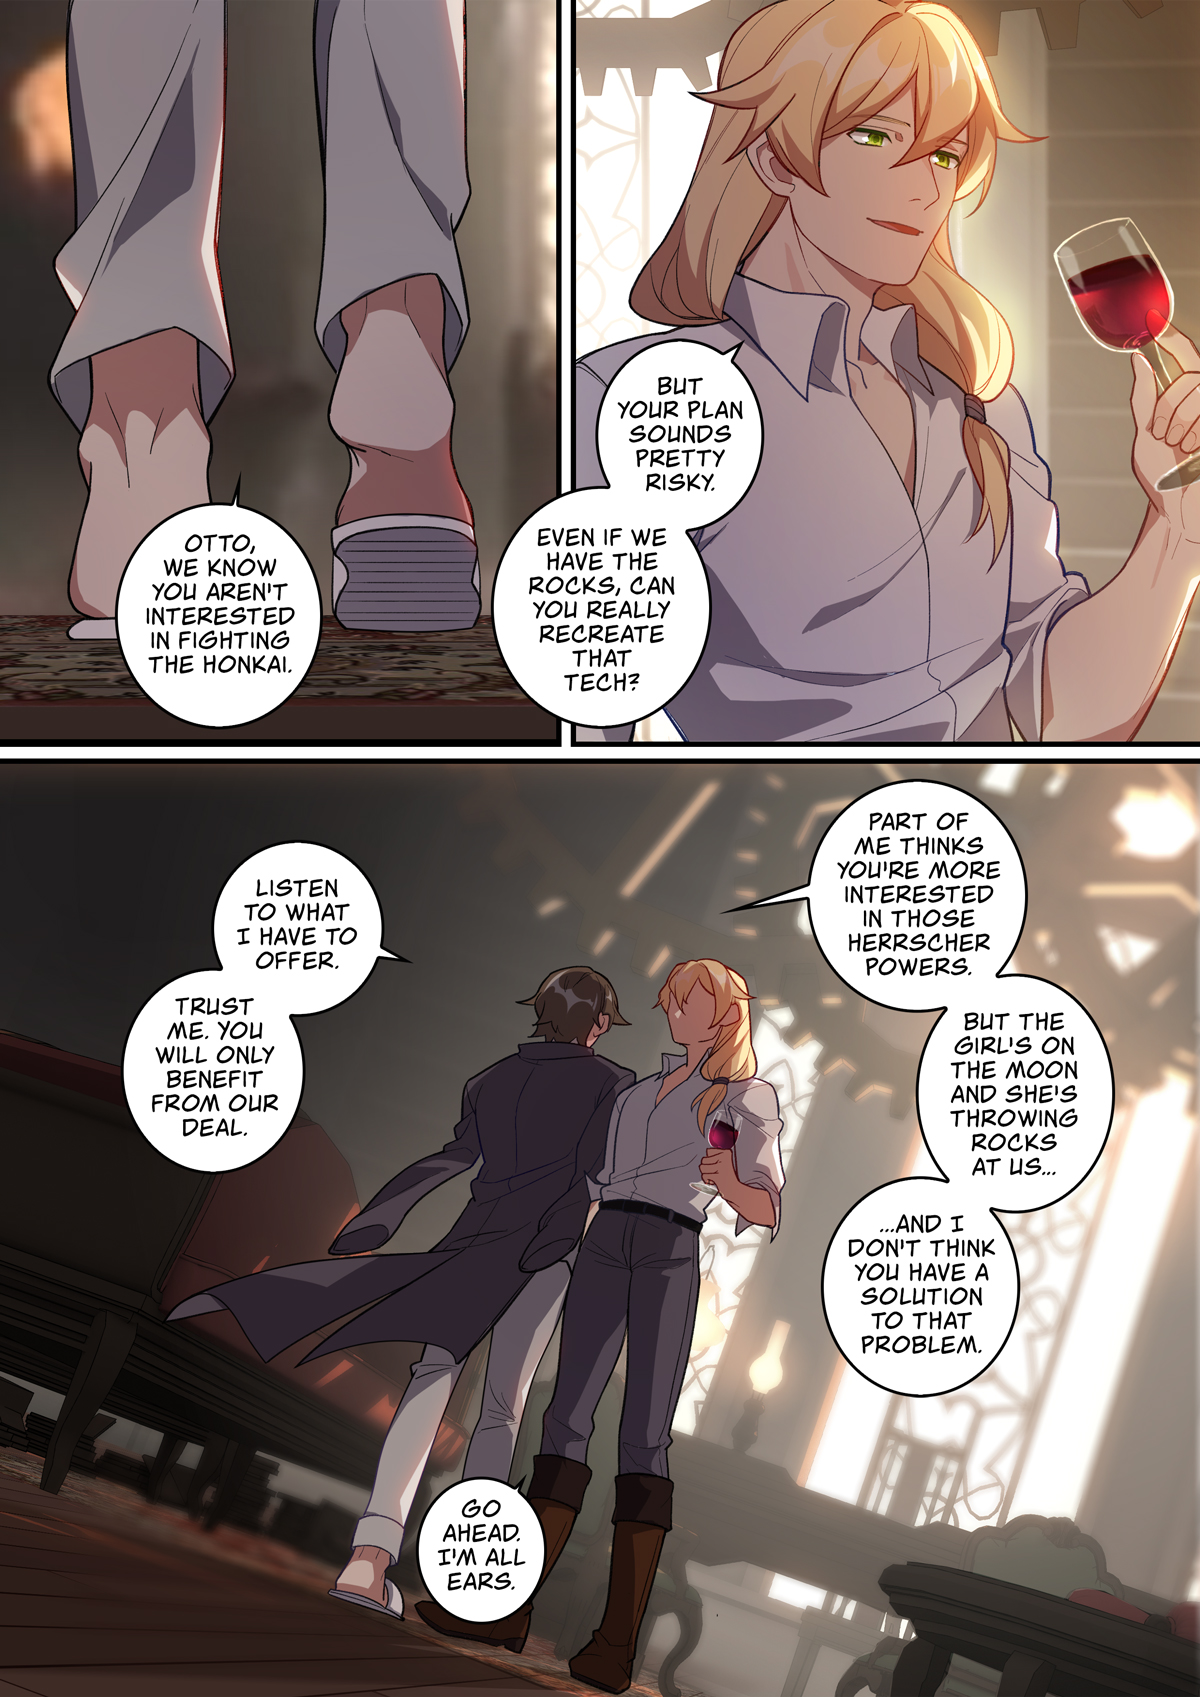 OTTO,
WE KNOW
YOU AREN'T
INTERESTED
IN FIGHTING
THE HONKAI.
BUT
YOUR PLAN
SOUNDS
PRETTY
RISKY.
EVEN IF WE
HAVE THE
ROCKS, CAN
YOU REALLY
RECREATE
THAT
TECH?
PART OF
ME THINKS
YOU'RE MORE
INTERESTED
IN THOSE
HERRSCHER
POWERS.
BUT THE
GIRL'S ON
THE MOON
AND SHE'S
THROWING
ROCKS
AT US...
...AND I
DON'T THINK
YOU HAVE A
SOLUTION
TO THAT
PROBLEM.
LISTEN
TO WHAT
I HAVE TO
OFFER.
TRUST
ME. YOU
WILL ONLY
BENEFIT
FROM OUR
DEAL.
GO
AHEAD.
I'M ALL
EARS.